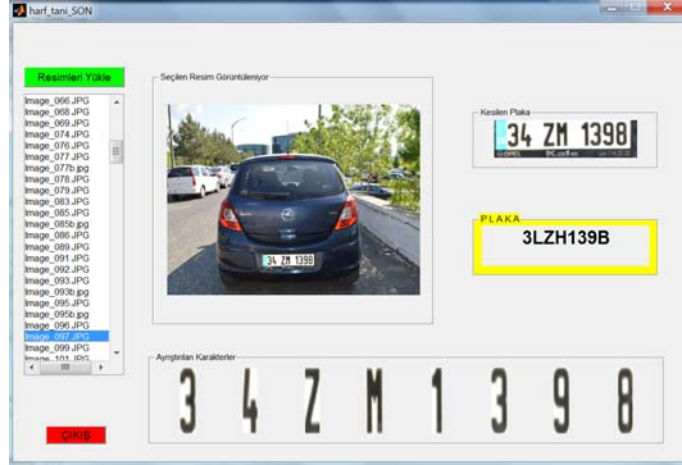 harf_tani_SON
Resimleri Yükle
Image_066.JPG
Image_068.JPG
Image_069.JPG
Image_074.JPG
Image_076.JPG
Image_077.JPG
Image_077b.jpg
Image_078.JPG
Image_079.JPG
Image_083.JPG
Image_085.JPG
Image_085b.jpg
Image_086.JPG
Image_089.JPG
Image_091.JPG
Image_092.JPG
Image_093.JPG
Image_093b.jpg
Image_095.JPG
Image_095b.jpg
Image_096.JPG
Image_097.JPG
Image_099.JPG
Image_101.JPG
ÇIKIŞ
Seçilen Resim Görüntüleniyor
34 ZM 1398
Kesilen Plaka
34 ZM 1398
OPEL
PLAKA
3LZH139B
Ayrıştırılan Karakterler
3 4 Z M 1 3 9 8